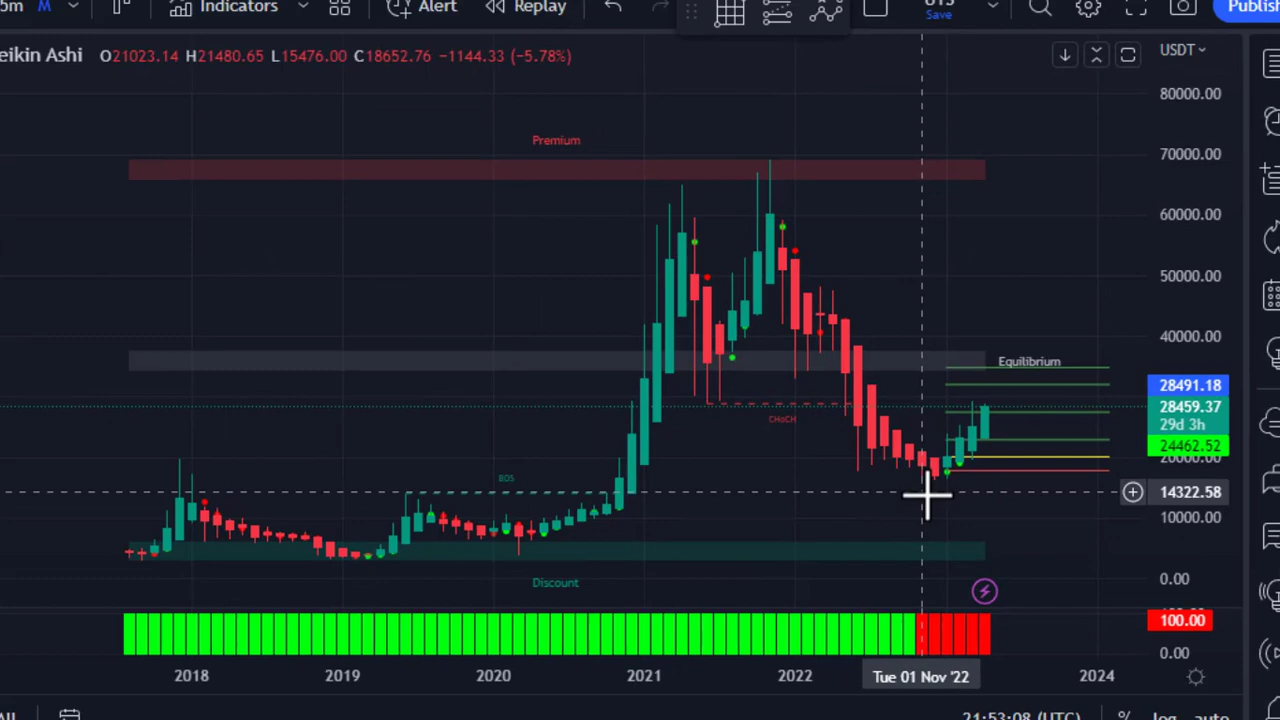 5m M Indicators Alert Replay Save Publish
eikin Ashi O21023.14 H21480.65 L15476.00 C18652.76 −1144.33 (−5.78%) USDT
80000.00
Premium
70000.00
60000.00
50000.00
40000.00
Equilibrium
28491.18
28459.37
29d 3h
CHoCH
24462.52
20000.00
BOS
14322.58
10000.00
Discount
0.00
100.00
0.00
2018 2019 2020 2021 2022 Tue 01 Nov '22 2024
21:53:08 (UTC) % log auto